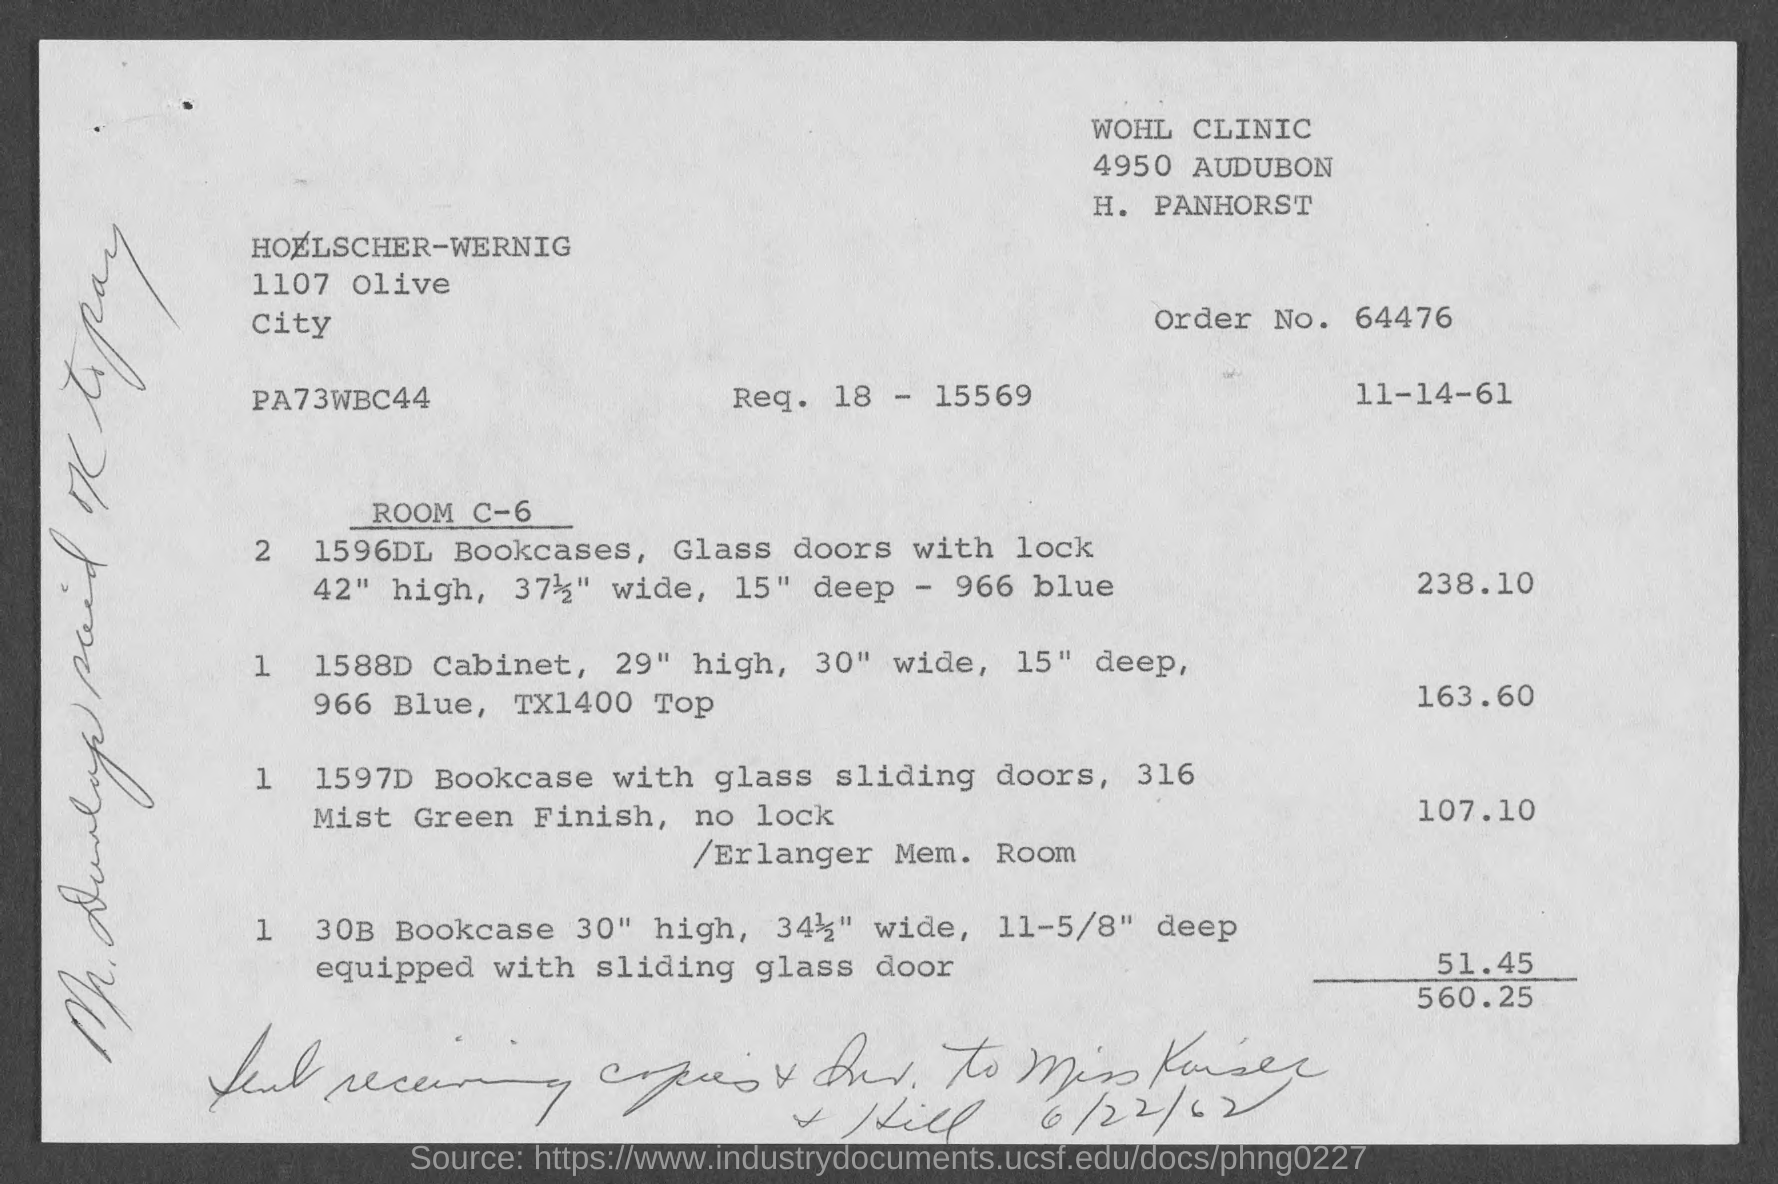 WOHL CLINIC
4950 AUDUBON
H. PANHORST
HOELSCHER-WERNIG
1107 Olive
City
Order No. 64476
PA73WBC44 Req. 18 - 15569 11-14-61
ROOM C-6
2 1596DL Bookcases, Glass doors with lock
42" high, 37½" wide, 15" deep - 966 blue 238.10
1 1588D Cabinet, 29" high, 30" wide, 15" deep,
966 Blue, TX1400 Top 163.60
1 1597D Bookcase with glass sliding doors, 316
Mist Green Finish, no lock 107.10
/Erlanger Mem. Room
1 30B Bookcase 30" high, 34½" wide, 11-5/8" deep
equipped with sliding glass door 51.45
560.25
Sent receiving copies & Inv. to Miss Kaiser
& Hill 6/22/62
Mr. Dunlap said OK to pay
Source: https://www.industrydocuments.ucsf.edu/docs/phng0227